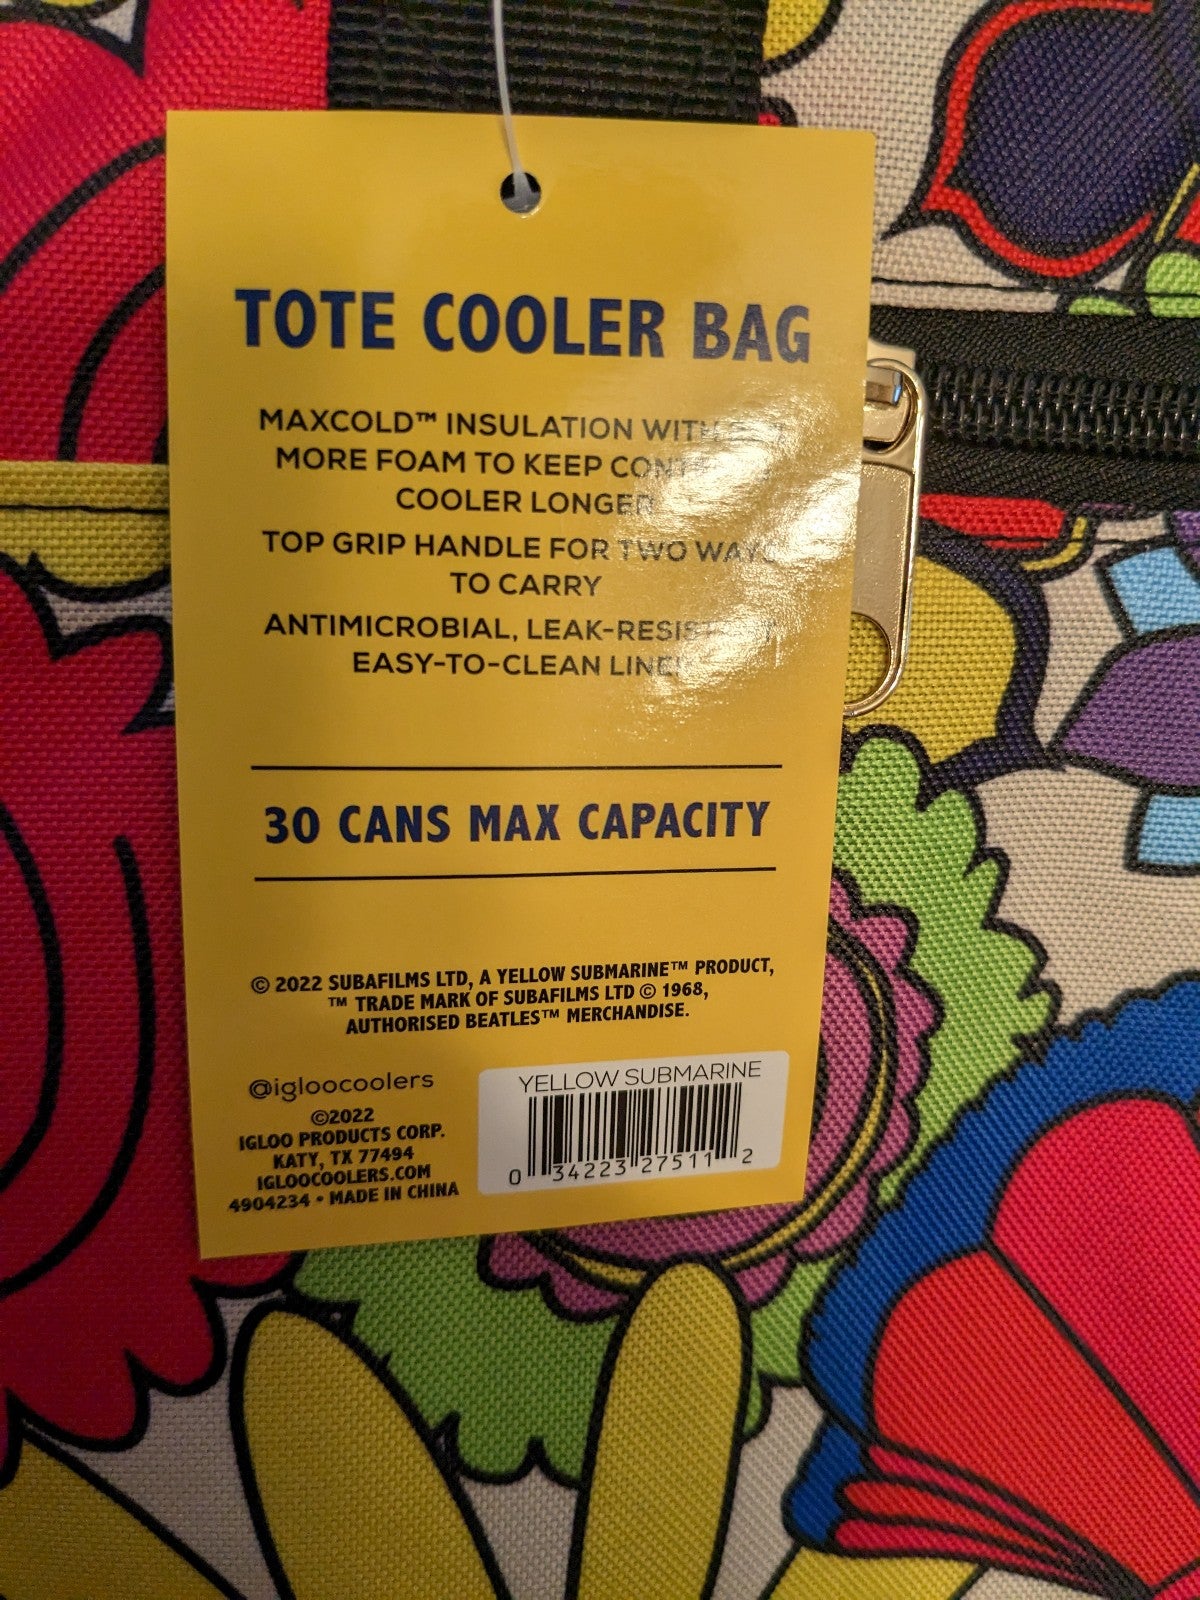 TOTE COOLER BAG
MAXCOLD™ INSULATION WITH
MORE FOAM TO KEEP
COOLER LONGER
TOP GRIP HANDLE FOR TWO WAYS
TO CARRY
ANTIMICROBIAL, LEAK-RESISTANT
EASY-TO-CLEAN LINER
30 CANS MAX CAPACITY
© 2022 SUBAFILMS LTD, A YELLOW SUBMARINE™ PRODUCT,
™ TRADE MARK OF SUBAFILMS LTD © 1968,
AUTHORISED BEATLES™ MERCHANDISE.
@igloocoolers
©2022
IGLOO PRODUCTS CORP.
KATY, TX 77494
IGLOOCOOLERS.COM
4904234 • MADE IN CHINA
YELLOW SUBMARINE
0 34223 27511 2